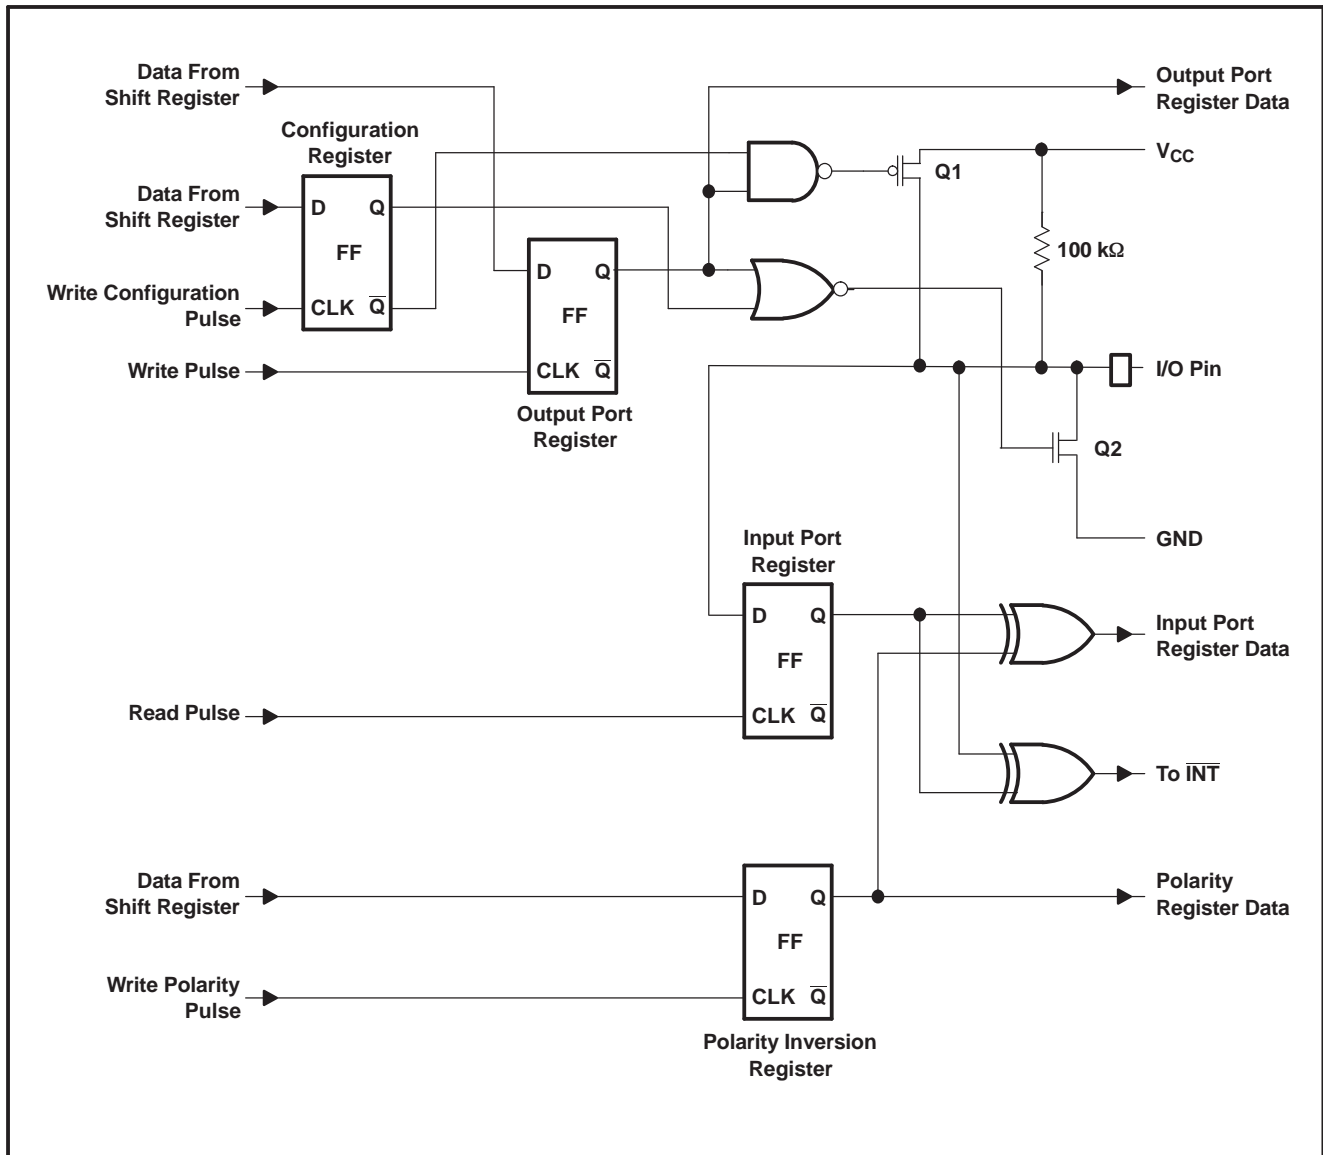 Data From
Shift Register
Output Port
Register Data
Configuration
Register
VCC
Q1
Data From
Shift Register
D Q
FF
CLK Q̅
D Q
FF
CLK Q̅
100 kΩ
Write Configuration
Pulse
Write Pulse
I/O Pin
Output Port
Register
Q2
GND
Input Port
Register
D Q
FF
CLK Q̅
Input Port
Register Data
Read Pulse
To I̅N̅T̅
Data From
Shift Register
D Q
FF
CLK Q̅
Polarity
Register Data
Write Polarity
Pulse
Polarity Inversion
Register